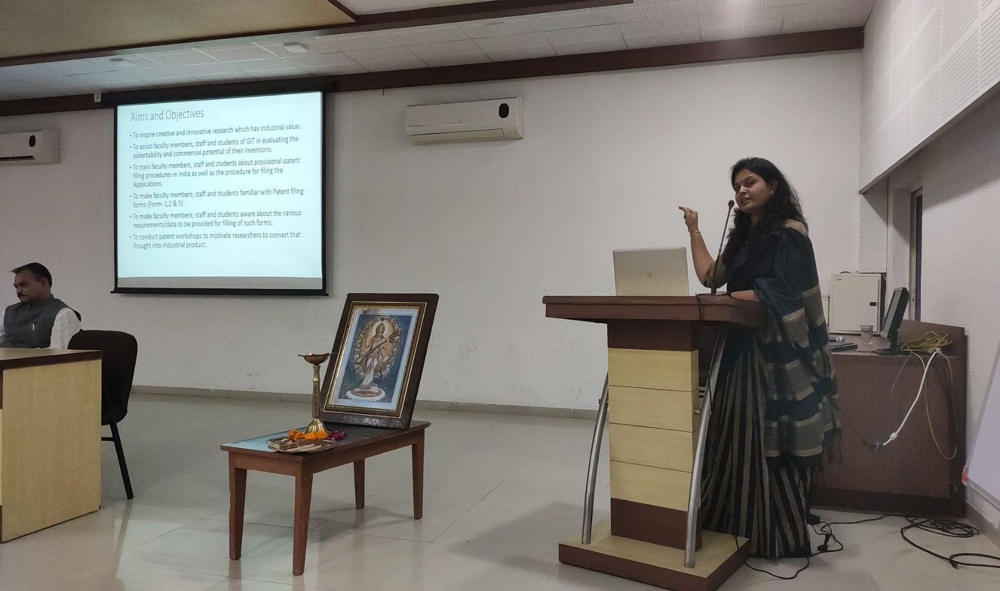 Aims and Objectives
• To inspire creative and innovative research which has industrial value.
• To assist faculty members, staff and students of GIT in evaluating the
patentability and commercial potential of their inventions.
• To train faculty members, staff and students about provisional patent
filing procedures in India as well as the procedure for filing the
Applications.
• To make faculty members, staff and students familiar with Patent filing
forms (Form- 1,2 & 5)
• To make faculty members, staff and students aware about the various
requirements/data to be provided for filling of such forms.
• To conduct patent workshops to motivate researchers to convert that
thought into industrial product.
hp
ABB